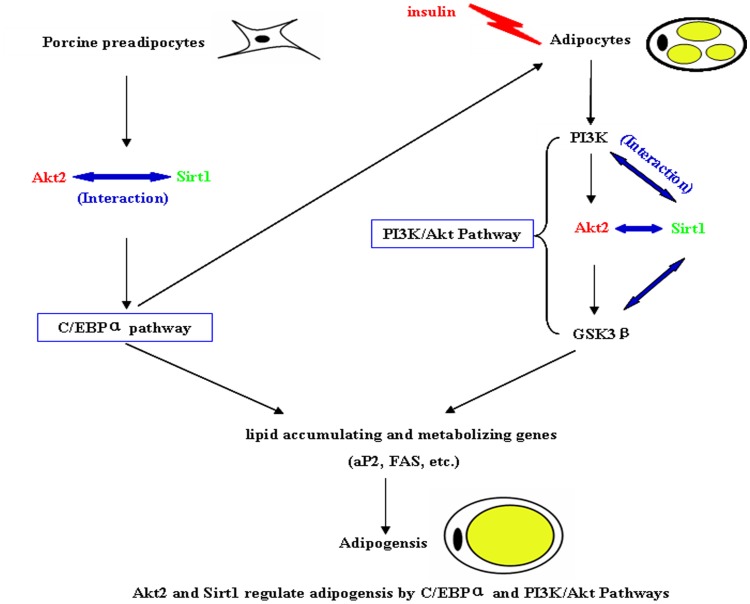 insulin
Porcine preadipocytes
Adipocytes
PI3K
(Interaction)
Akt2 Sirt1
(Interaction)
PI3K/Akt Pathway
Akt2 Sirt1
C/EBPα pathway
GSK3β
lipid accumulating and metabolizing genes
(aP2, FAS, etc.)
Adipogensis
Akt2 and Sirt1 regulate adipogensis by C/EBPα and PI3K/Akt Pathways